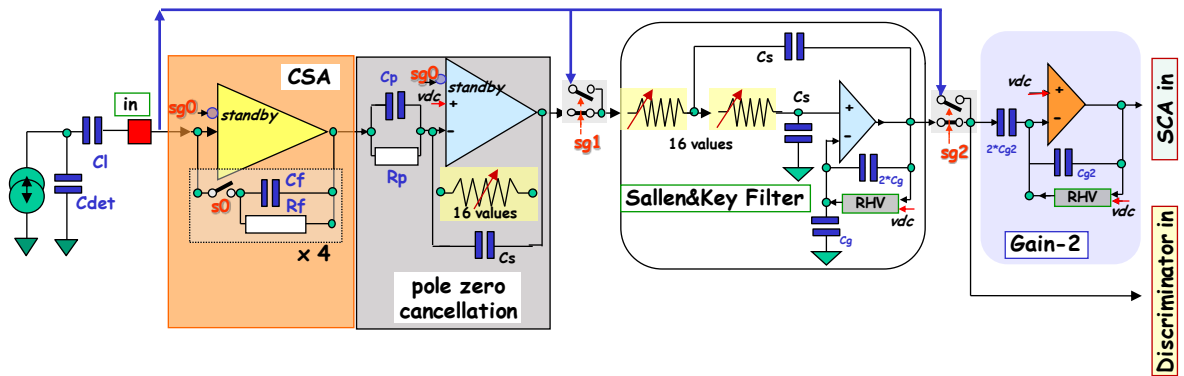 in
Cl
Cdet
CSA
sg0
standby
s0
Cf
Rf
x 4
Cp
Rp
sg0
standby
vdc
+
-
16 values
Cs
pole zero
cancellation
sg1
Cs
16 values
Cs
+
-
2*Cg
RHV
vdc
Cg
Sallen&Key Filter
sg2
2*Cg2
vdc
+
-
Cg2
RHV
vdc
Gain-2
SCA in
Discriminator in